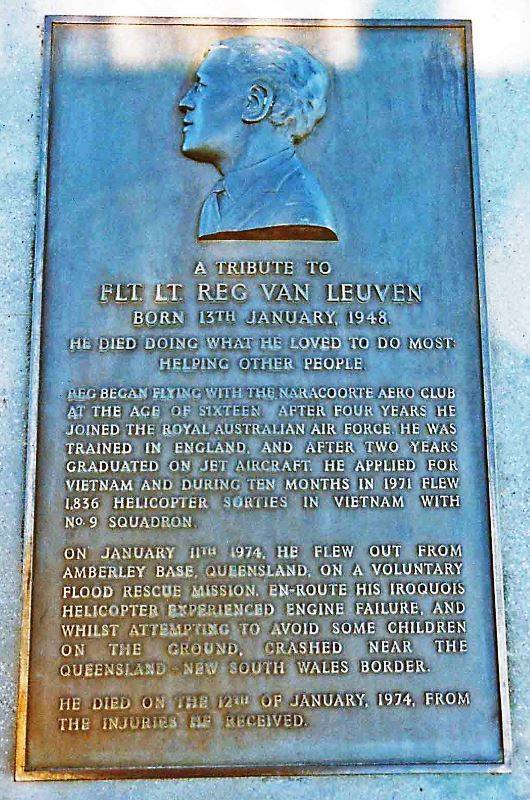 A TRIBUTE TO
FLT. LT. REG VAN LEUVEN
BORN 13TH JANUARY, 1948.
HE DIED DOING WHAT HE LOVED TO DO MOST:
HELPING OTHER PEOPLE.
REG BEGAN FLYING WITH THE NARACOORTE AERO CLUB
AT THE AGE OF SIXTEEN. AFTER FOUR YEARS HE
JOINED THE ROYAL AUSTRALIAN AIR FORCE. HE WAS
TRAINED IN ENGLAND, AND AFTER TWO YEARS
GRADUATED ON JET AIRCRAFT. HE APPLIED FOR
VIETNAM AND DURING TEN MONTHS IN 1971 FLEW
1,836 HELICOPTER SORTIES IN VIETNAM WITH
No. 9 SQUADRON.
ON JANUARY 11TH 1974, HE FLEW OUT FROM
AMBERLEY BASE, QUEENSLAND, ON A VOLUNTARY
FLOOD RESCUE MISSION. EN-ROUTE HIS IROQUOIS
HELICOPTER EXPERIENCED ENGINE FAILURE, AND
WHILST ATTEMPTING TO AVOID SOME CHILDREN
ON THE GROUND, CRASHED NEAR THE
QUEENSLAND - NEW SOUTH WALES BORDER.
HE DIED ON THE 12TH OF JANUARY, 1974, FROM
THE INJURIES HE RECEIVED.